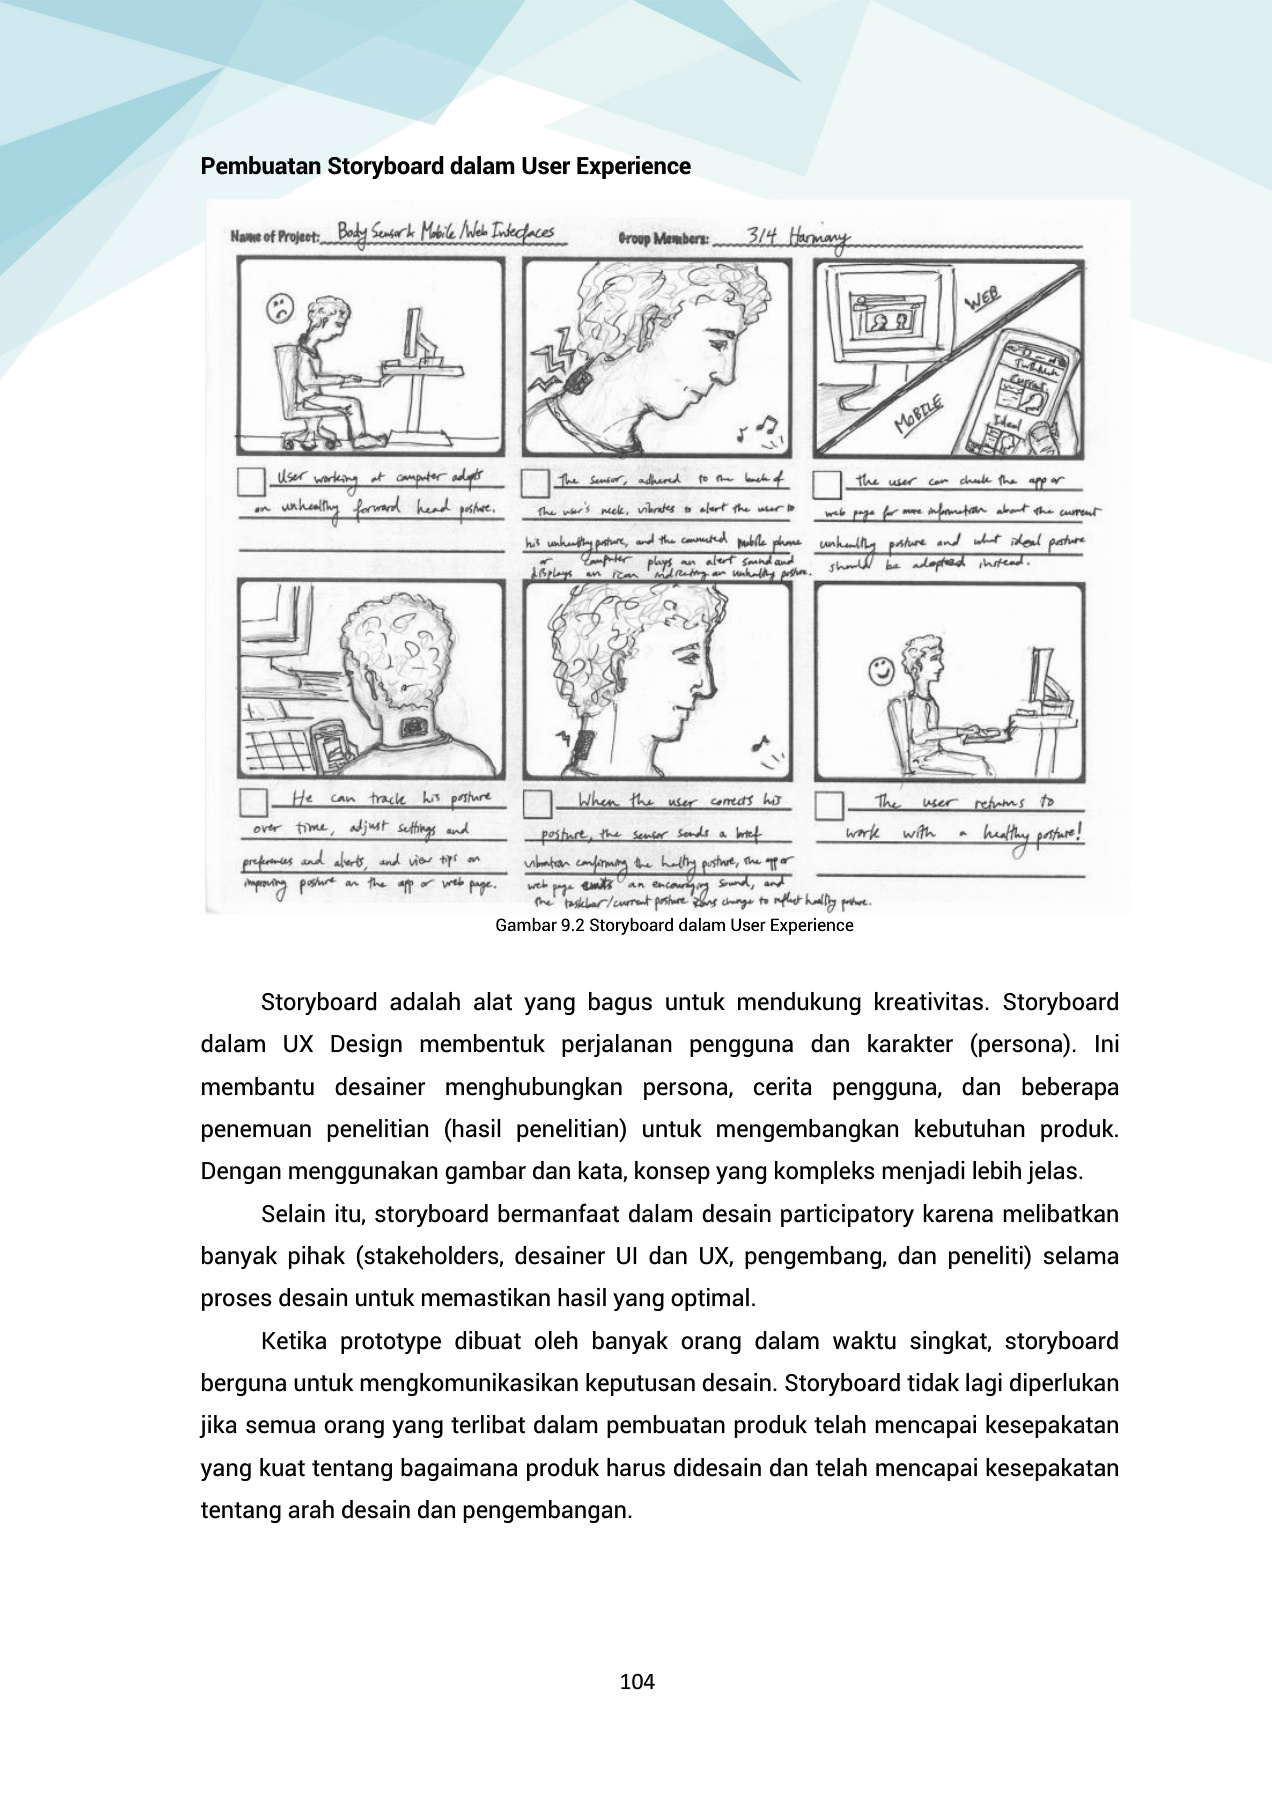 Pembuatan Storyboard dalam User Experience
Name of Project: Body Sensor & Mobile/Web Interfaces
Group Members: 3/4 Harmony
WEB
MOBILE
Current
Ideal
User working at computer adopts
an unhealthy forward head posture.
The sensor, adhered to the back of
the user's neck, vibrates to alert the user to
his unhealthy posture, and the connected mobile phone
or computer plays an alert sound and
displays an icon indicating an unhealthy posture.
The user can check the app or
web page for more information about the current
unhealthy posture and what ideal posture
should be adopted instead.
He can track his posture
over time, adjust settings and
preferences and alerts, and view tips on
improving posture on the app or web page.
When the user corrects his
posture, the sensor sends a brief
vibration confirming the healthy posture, the app or
web page emits an encouraging sound, and
the taskbar/current posture icons change to reflect healthy posture.
The user returns to
work with a healthy posture!
Gambar 9.2 Storyboard dalam User Experience
Storyboard adalah alat yang bagus untuk mendukung kreativitas. Storyboard
dalam UX Design membentuk perjalanan pengguna dan karakter (persona). Ini
membantu desainer menghubungkan persona, cerita pengguna, dan beberapa
penemuan penelitian (hasil penelitian) untuk mengembangkan kebutuhan produk.
Dengan menggunakan gambar dan kata, konsep yang kompleks menjadi lebih jelas.
Selain itu, storyboard bermanfaat dalam desain participatory karena melibatkan
banyak pihak (stakeholders, desainer UI dan UX, pengembang, dan peneliti) selama
proses desain untuk memastikan hasil yang optimal.
Ketika prototype dibuat oleh banyak orang dalam waktu singkat, storyboard
berguna untuk mengkomunikasikan keputusan desain. Storyboard tidak lagi diperlukan
jika semua orang yang terlibat dalam pembuatan produk telah mencapai kesepakatan
yang kuat tentang bagaimana produk harus didesain dan telah mencapai kesepakatan
tentang arah desain dan pengembangan.
104